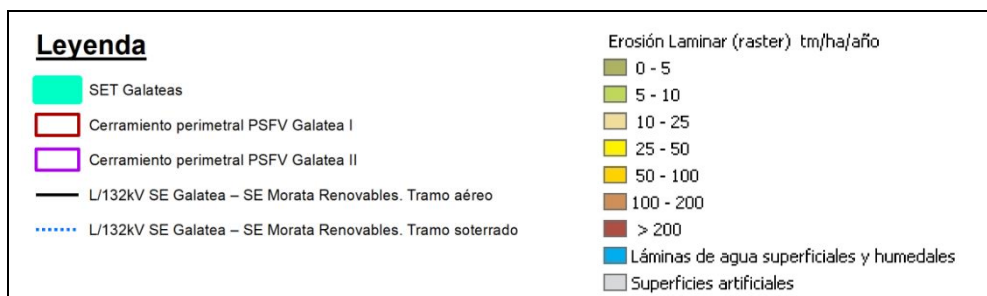 Leyenda
SET Galateas
Cerramiento perimetral PSFV Galatea I
Cerramiento perimetral PSFV Galatea II
L/132kV SE Galatea – SE Morata Renovables. Tramo aéreo
L/132kV SE Galatea – SE Morata Renovables. Tramo soterrado
Erosión Laminar (raster) tm/ha/año
0 - 5
5 - 10
10 - 25
25 - 50
50 - 100
100 - 200
> 200
Láminas de agua superficiales y humedales
Superficies artificiales